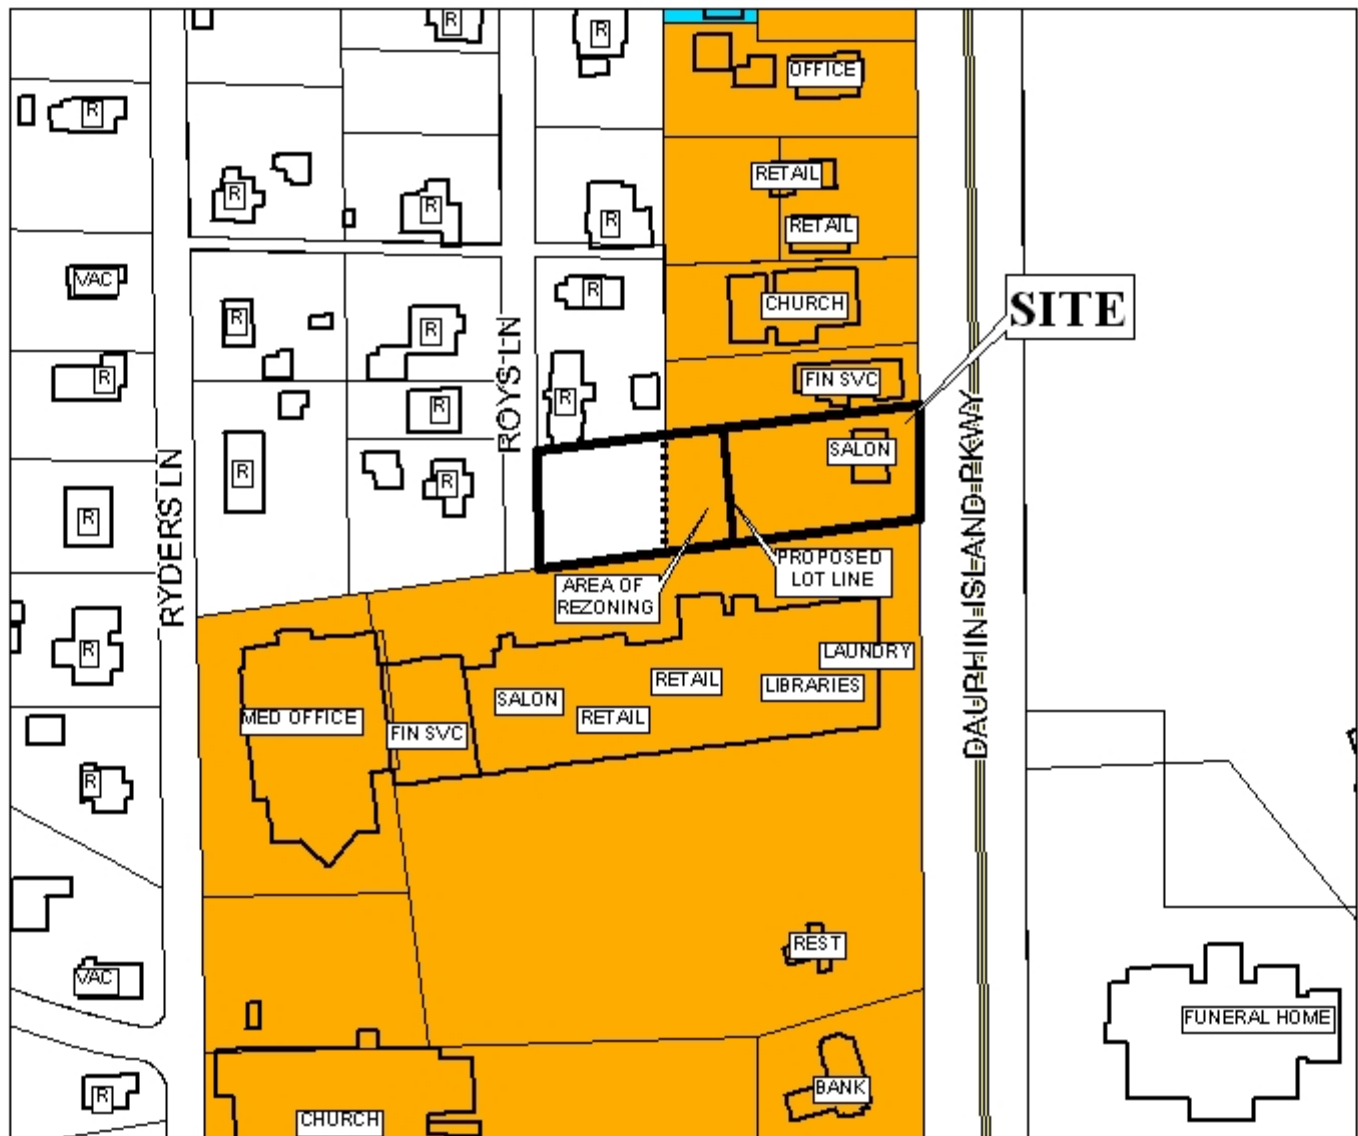 R
R
R
OFFICE
R
RETAIL
R
R
R
RETAIL
VAC
R
CHURCH
SITE
R
R
R
FIN SVC
R
R
ROYS LN
SALON
R
R
RYDERS LN
R
DAUPHIN ISLAND PKWY
PROPOSED
LOT LINE
AREA OF
REZONING
R
LAUNDRY
RETAIL
LIBRARIES
SALON
RETAIL
MED OFFICE
FIN SVC
R
REST
VAC
FUNERAL HOME
BANK
R
CHURCH